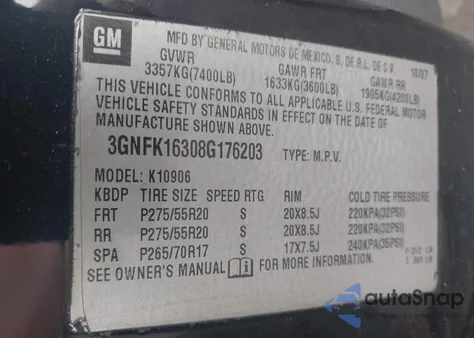 GM
MFD BY GENERAL MOTORS DE MEXICO, S. DE R.L. DE C.V. 10/07
GVWR GAWR FRT GAWR RR
3357KG(7400LB) 1633KG(3600LB) 1905KG(4200LB)
THIS VEHICLE CONFORMS TO ALL APPLICABLE U.S. FEDERAL MOTOR
VEHICLE SAFETY STANDARDS IN EFFECT ON THE DATE OF
MANUFACTURE SHOWN ABOVE.
3GNFK16308G176203 TYPE: M.P.V.
MODEL: K10906
KBDP TIRE SIZE SPEED RTG RIM COLD TIRE PRESSURE
FRT P275/55R20 S 20X8.5J 220KPA(32PSI)
RR P275/55R20 S 20X8.5J 220KPA(32PSI)
SPA P265/70R17 S 17X7.5J 240KPA(35PSI)
SEE OWNER'S MANUAL i FOR MORE INFORMATION.
autoSnap